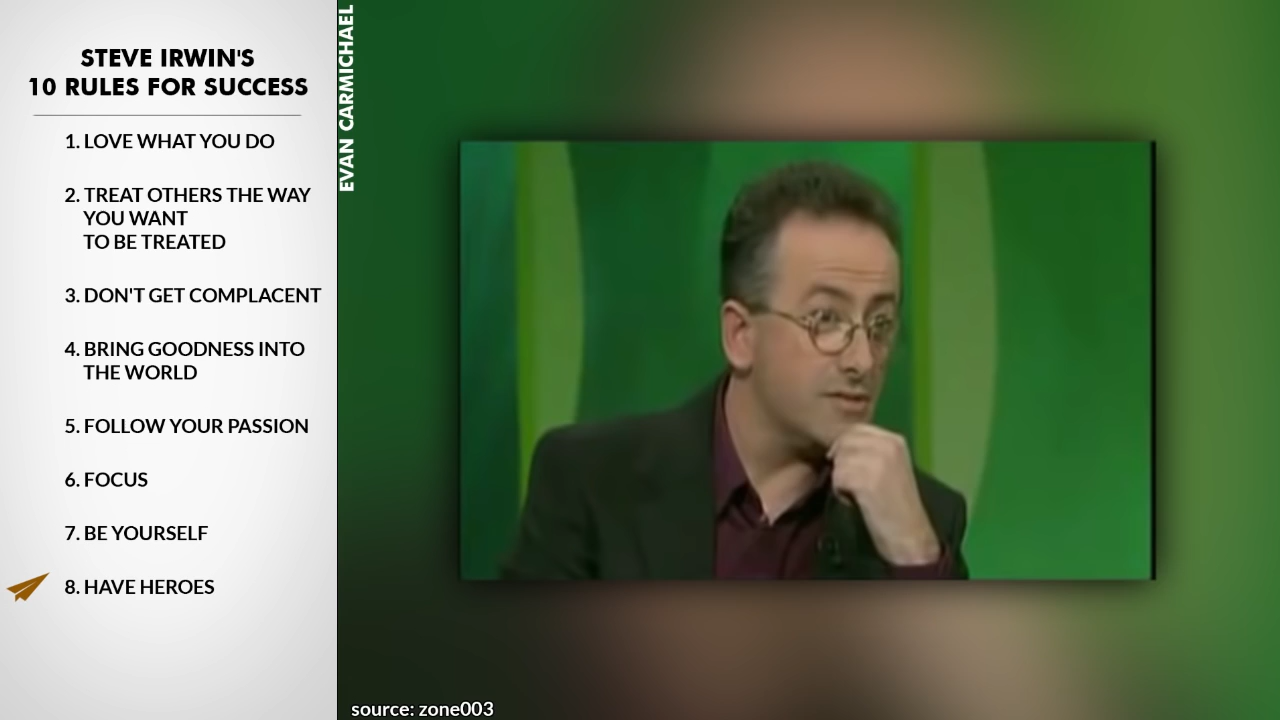 STEVE IRWIN'S
10 RULES FOR SUCCESS
1. LOVE WHAT YOU DO
2. TREAT OTHERS THE WAY
YOU WANT
TO BE TREATED
3. DON'T GET COMPLACENT
4. BRING GOODNESS INTO
THE WORLD
5. FOLLOW YOUR PASSION
6. FOCUS
7. BE YOURSELF
8. HAVE HEROES
EVAN CARMICHAEL
source: zone003